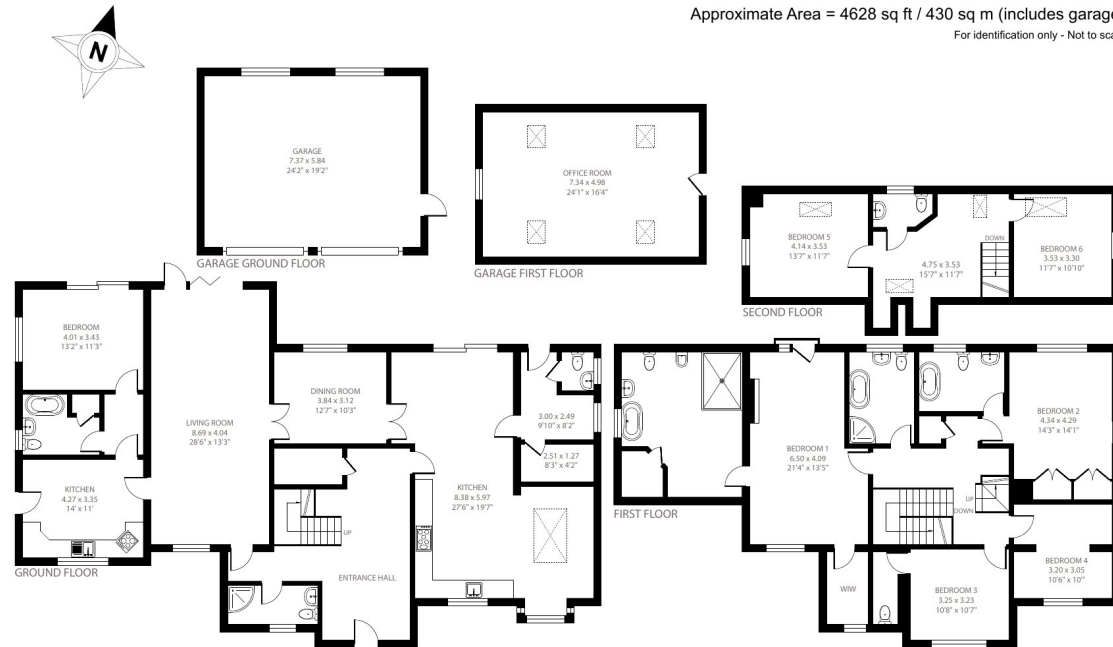 Approximate Area = 4628 sq ft / 430 sq m (includes garage
For identification only - Not to sca
N
GARAGE
7.37 x 5.84
24'2" x 19'2"
GARAGE GROUND FLOOR
OFFICE ROOM
7.34 x 4.98
24'1" x 16'4"
GARAGE FIRST FLOOR
BEDROOM 5
4.14 x 3.53
13'7" x 11'7"
DOWN
4.75 x 3.53
15'7" x 11'7"
BEDROOM 6
3.53 x 3.30
11'7" x 10'10"
SECOND FLOOR
BEDROOM
4.01 x 3.43
13'2" x 11'3"
LIVING ROOM
8.69 x 4.04
28'6" x 13'3"
DINING ROOM
3.84 x 3.12
12'7" x 10'3"
3.00 x 2.49
9'10" x 8'2"
2.51 x 1.27
8'3" x 4'2"
KITCHEN
4.27 x 3.35
14' x 11'
KITCHEN
8.38 x 5.97
27'6" x 19'7"
UP
ENTRANCE HALL
GROUND FLOOR
BEDROOM 1
6.50 x 4.09
21'4" x 13'5"
BEDROOM 2
4.34 x 4.29
14'3" x 14'1"
UP
DOWN
WIW
BEDROOM 3
3.25 x 3.23
10'8" x 10'7"
BEDROOM 4
3.20 x 3.05
10'6" x 10'"
FIRST FLOOR